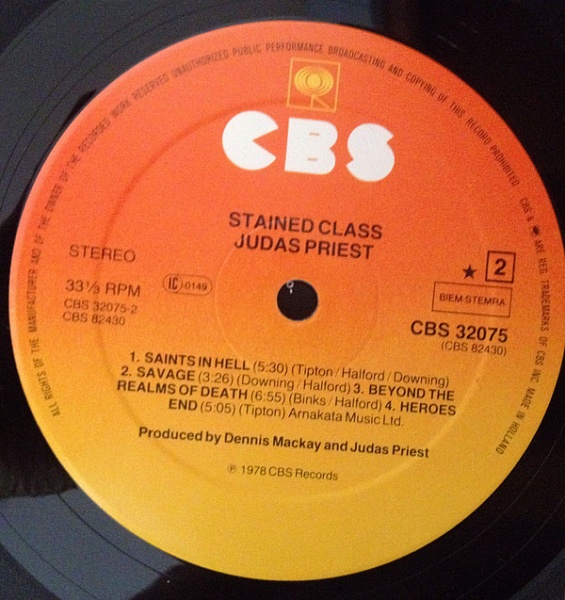 ALL RIGHTS OF THE MANUFACTURER AND OF THE OWNER OF THE RECORDED WORK RESERVED UNAUTHORIZED PUBLIC PERFORMANCE BROADCASTING AND COPYING OF THIS RECORD PROHIBITED CBS & ARE REG. TRADEMARKS OF CBS INC MADE IN HOLLAND
CBS
STAINED CLASS
JUDAS PRIEST
STEREO
★ 2
33⅓ RPM
IC-0149
BIEM-STEMRA
CBS 32075-2
CBS 82430
CBS 32075
(CBS 82430)
1. SAINTS IN HELL (5:30) (Tipton / Halford / Downing)
2. SAVAGE (3:26) (Downing / Halford) 3. BEYOND THE
REALMS OF DEATH (6:55) (Binks / Halford) 4. HEROES
END (5:05) (Tipton) Arnakata Music Ltd.
Produced by Dennis Mackay and Judas Priest
℗ 1978 CBS Records